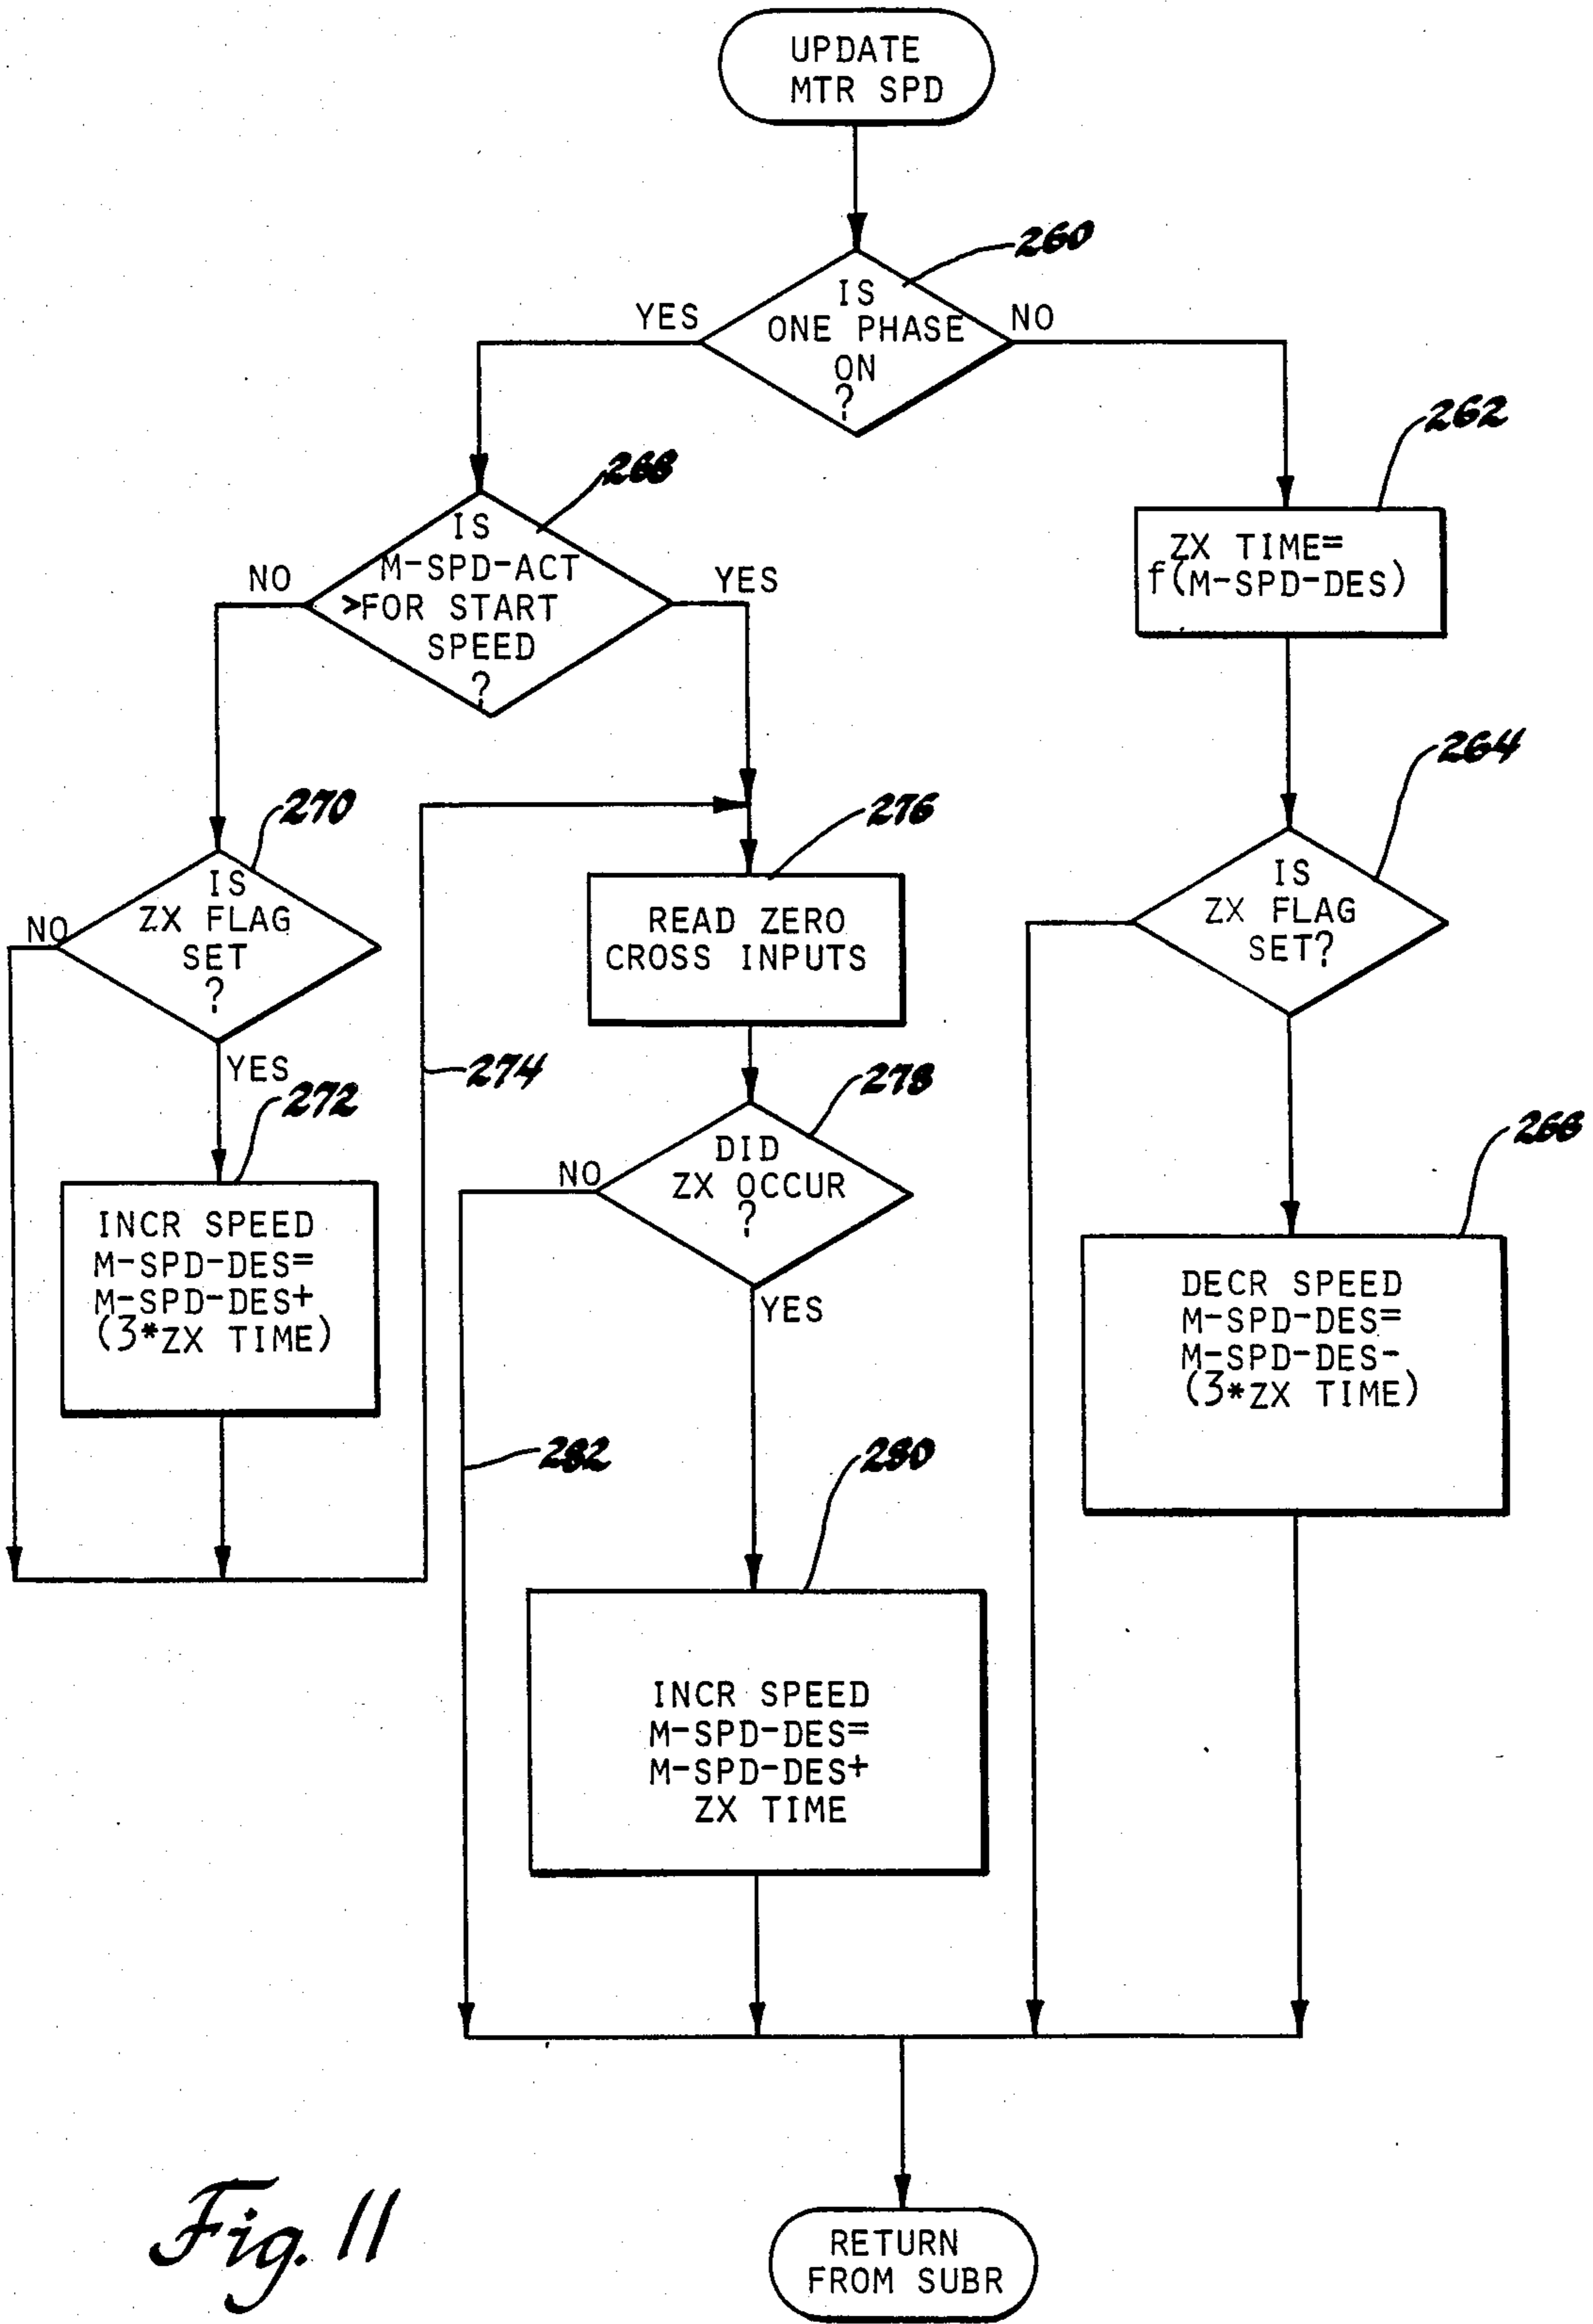 UPDATE
MTR SPD
260
IS
ONE PHASE
ON
?
YES
NO
262
ZX TIME=
f(M-SPD-DES)
268
IS
M-SPD-ACT
>FOR START
SPEED
?
NO
YES
264
IS
ZX FLAG
SET?
270
IS
ZX FLAG
SET
?
NO
YES
276
READ ZERO
CROSS INPUTS
274
278
DID
ZX OCCUR
?
NO
YES
272
INCR SPEED
M-SPD-DES=
M-SPD-DES+
(3*ZX TIME)
266
DECR SPEED
M-SPD-DES=
M-SPD-DES-
(3*ZX TIME)
282
280
INCR SPEED
M-SPD-DES=
M-SPD-DES+
ZX TIME
RETURN
FROM SUBR
Fig. 11